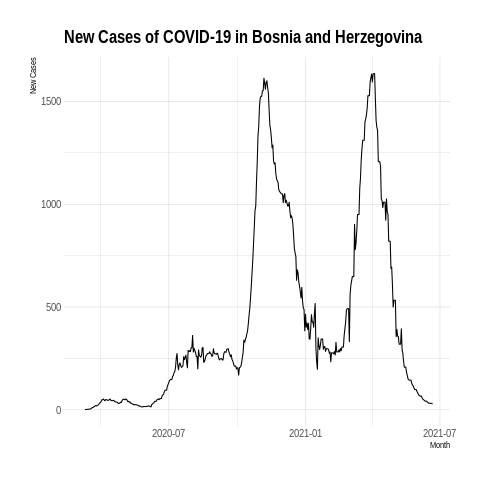 New Cases of COVID-19 in Bosnia and Herzegovina
New Cases
1500
1000
500
0
2020-07
2021-01
2021-07
Month